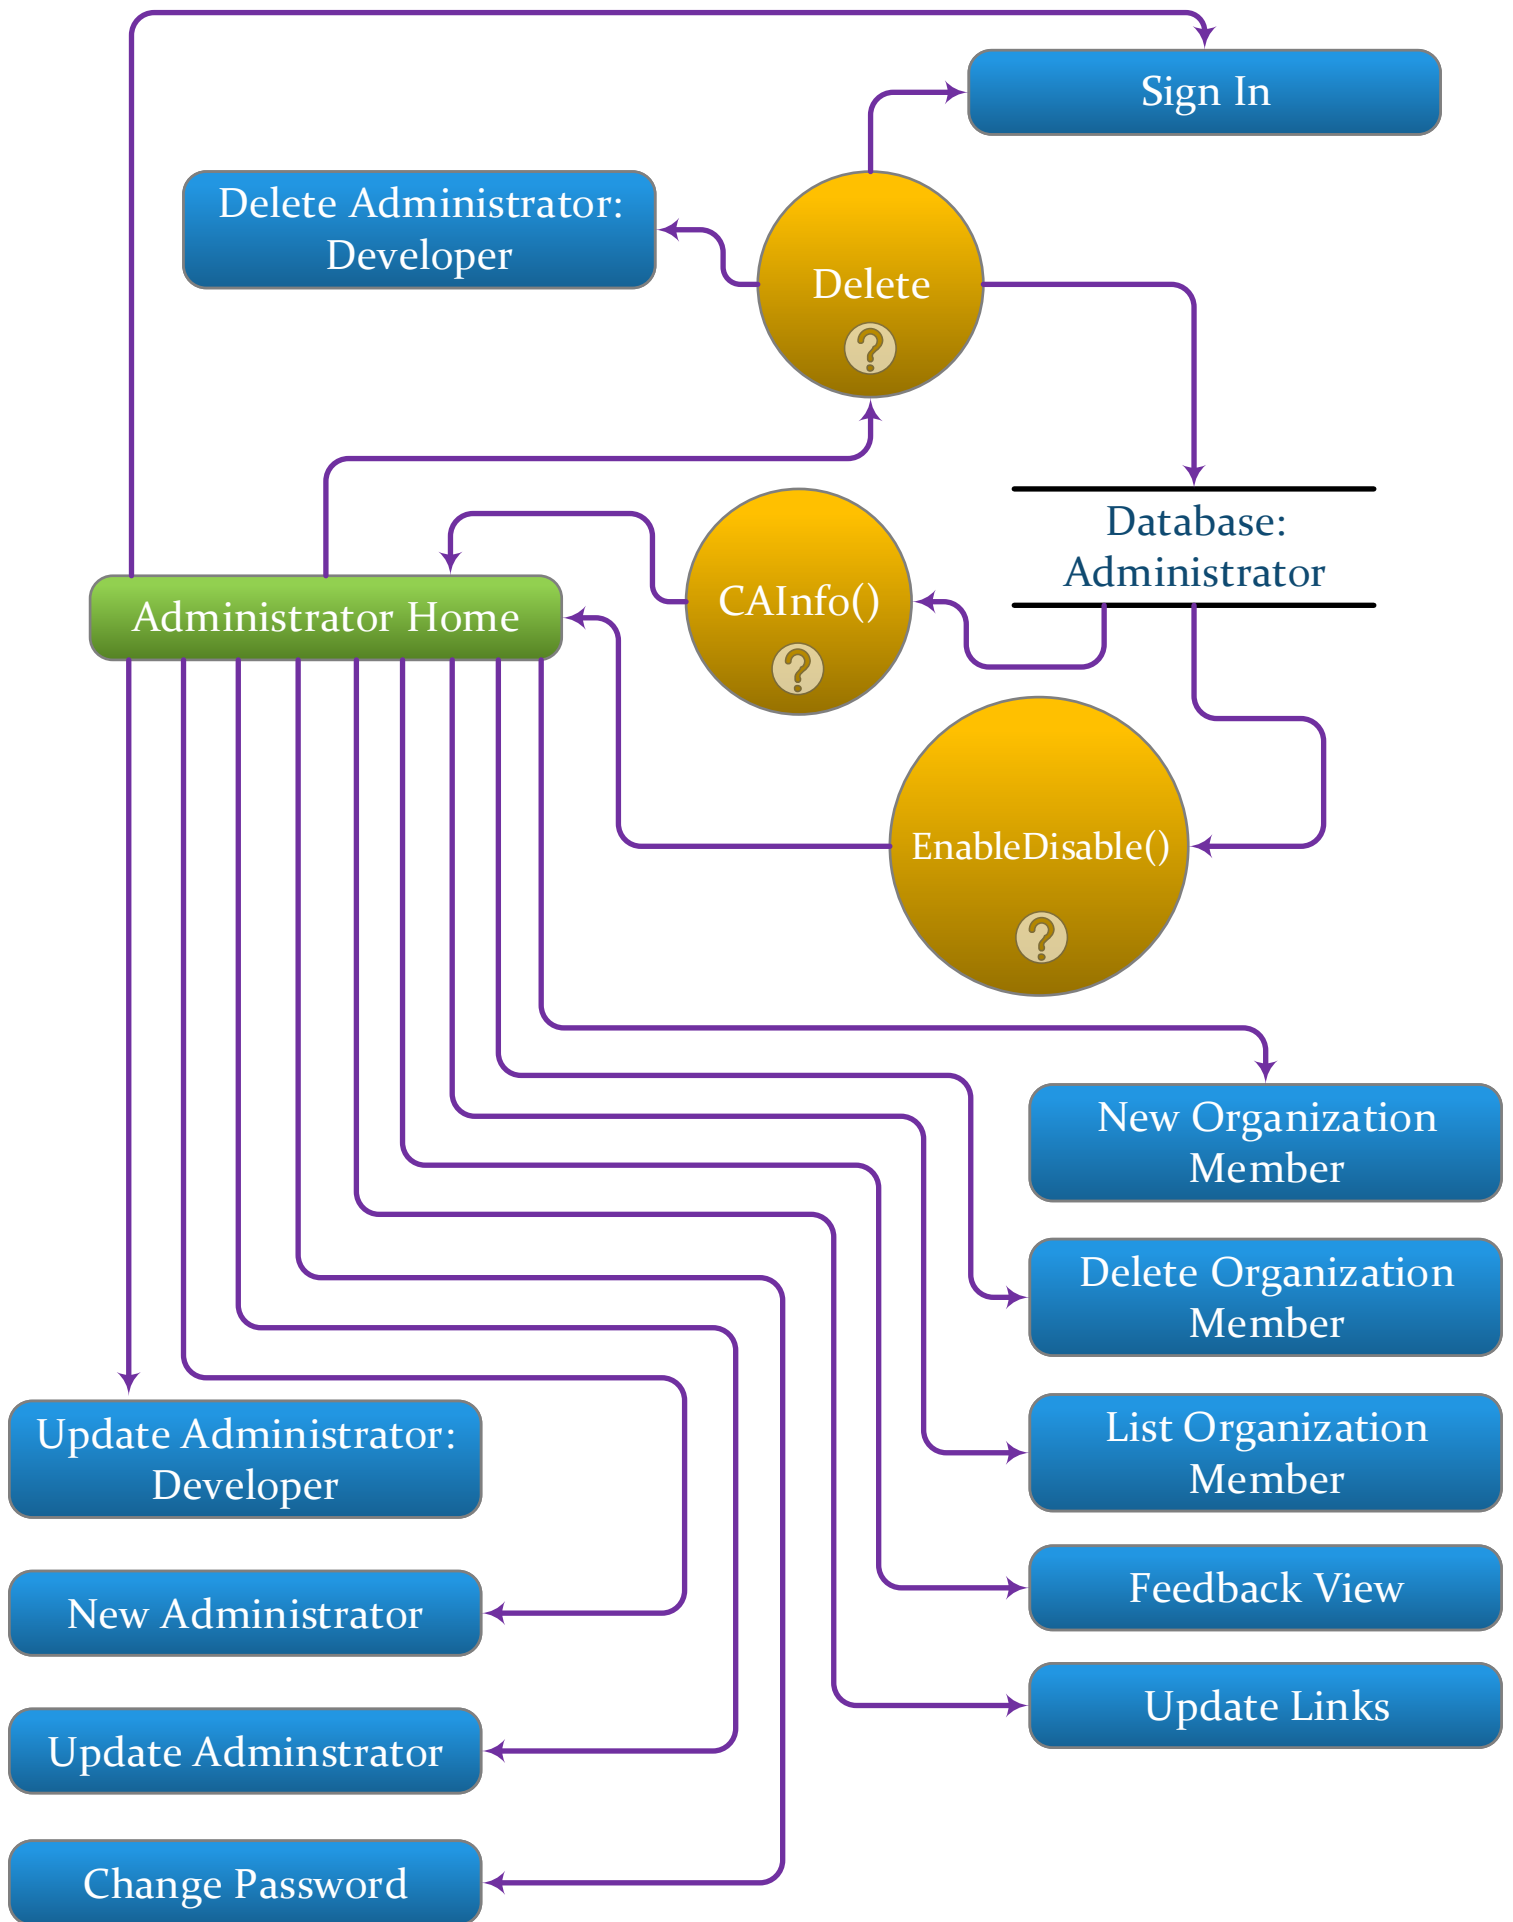 Sign In
Delete Administrator:
Developer
Delete
Database:
Administrator
CAInfo()
Administrator Home
EnableDisable()
New Organization
Member
Delete Organization
Member
List Organization
Member
Update Administrator:
Developer
Feedback View
New Administrator
Update Links
Update Adminstrator
Change Password